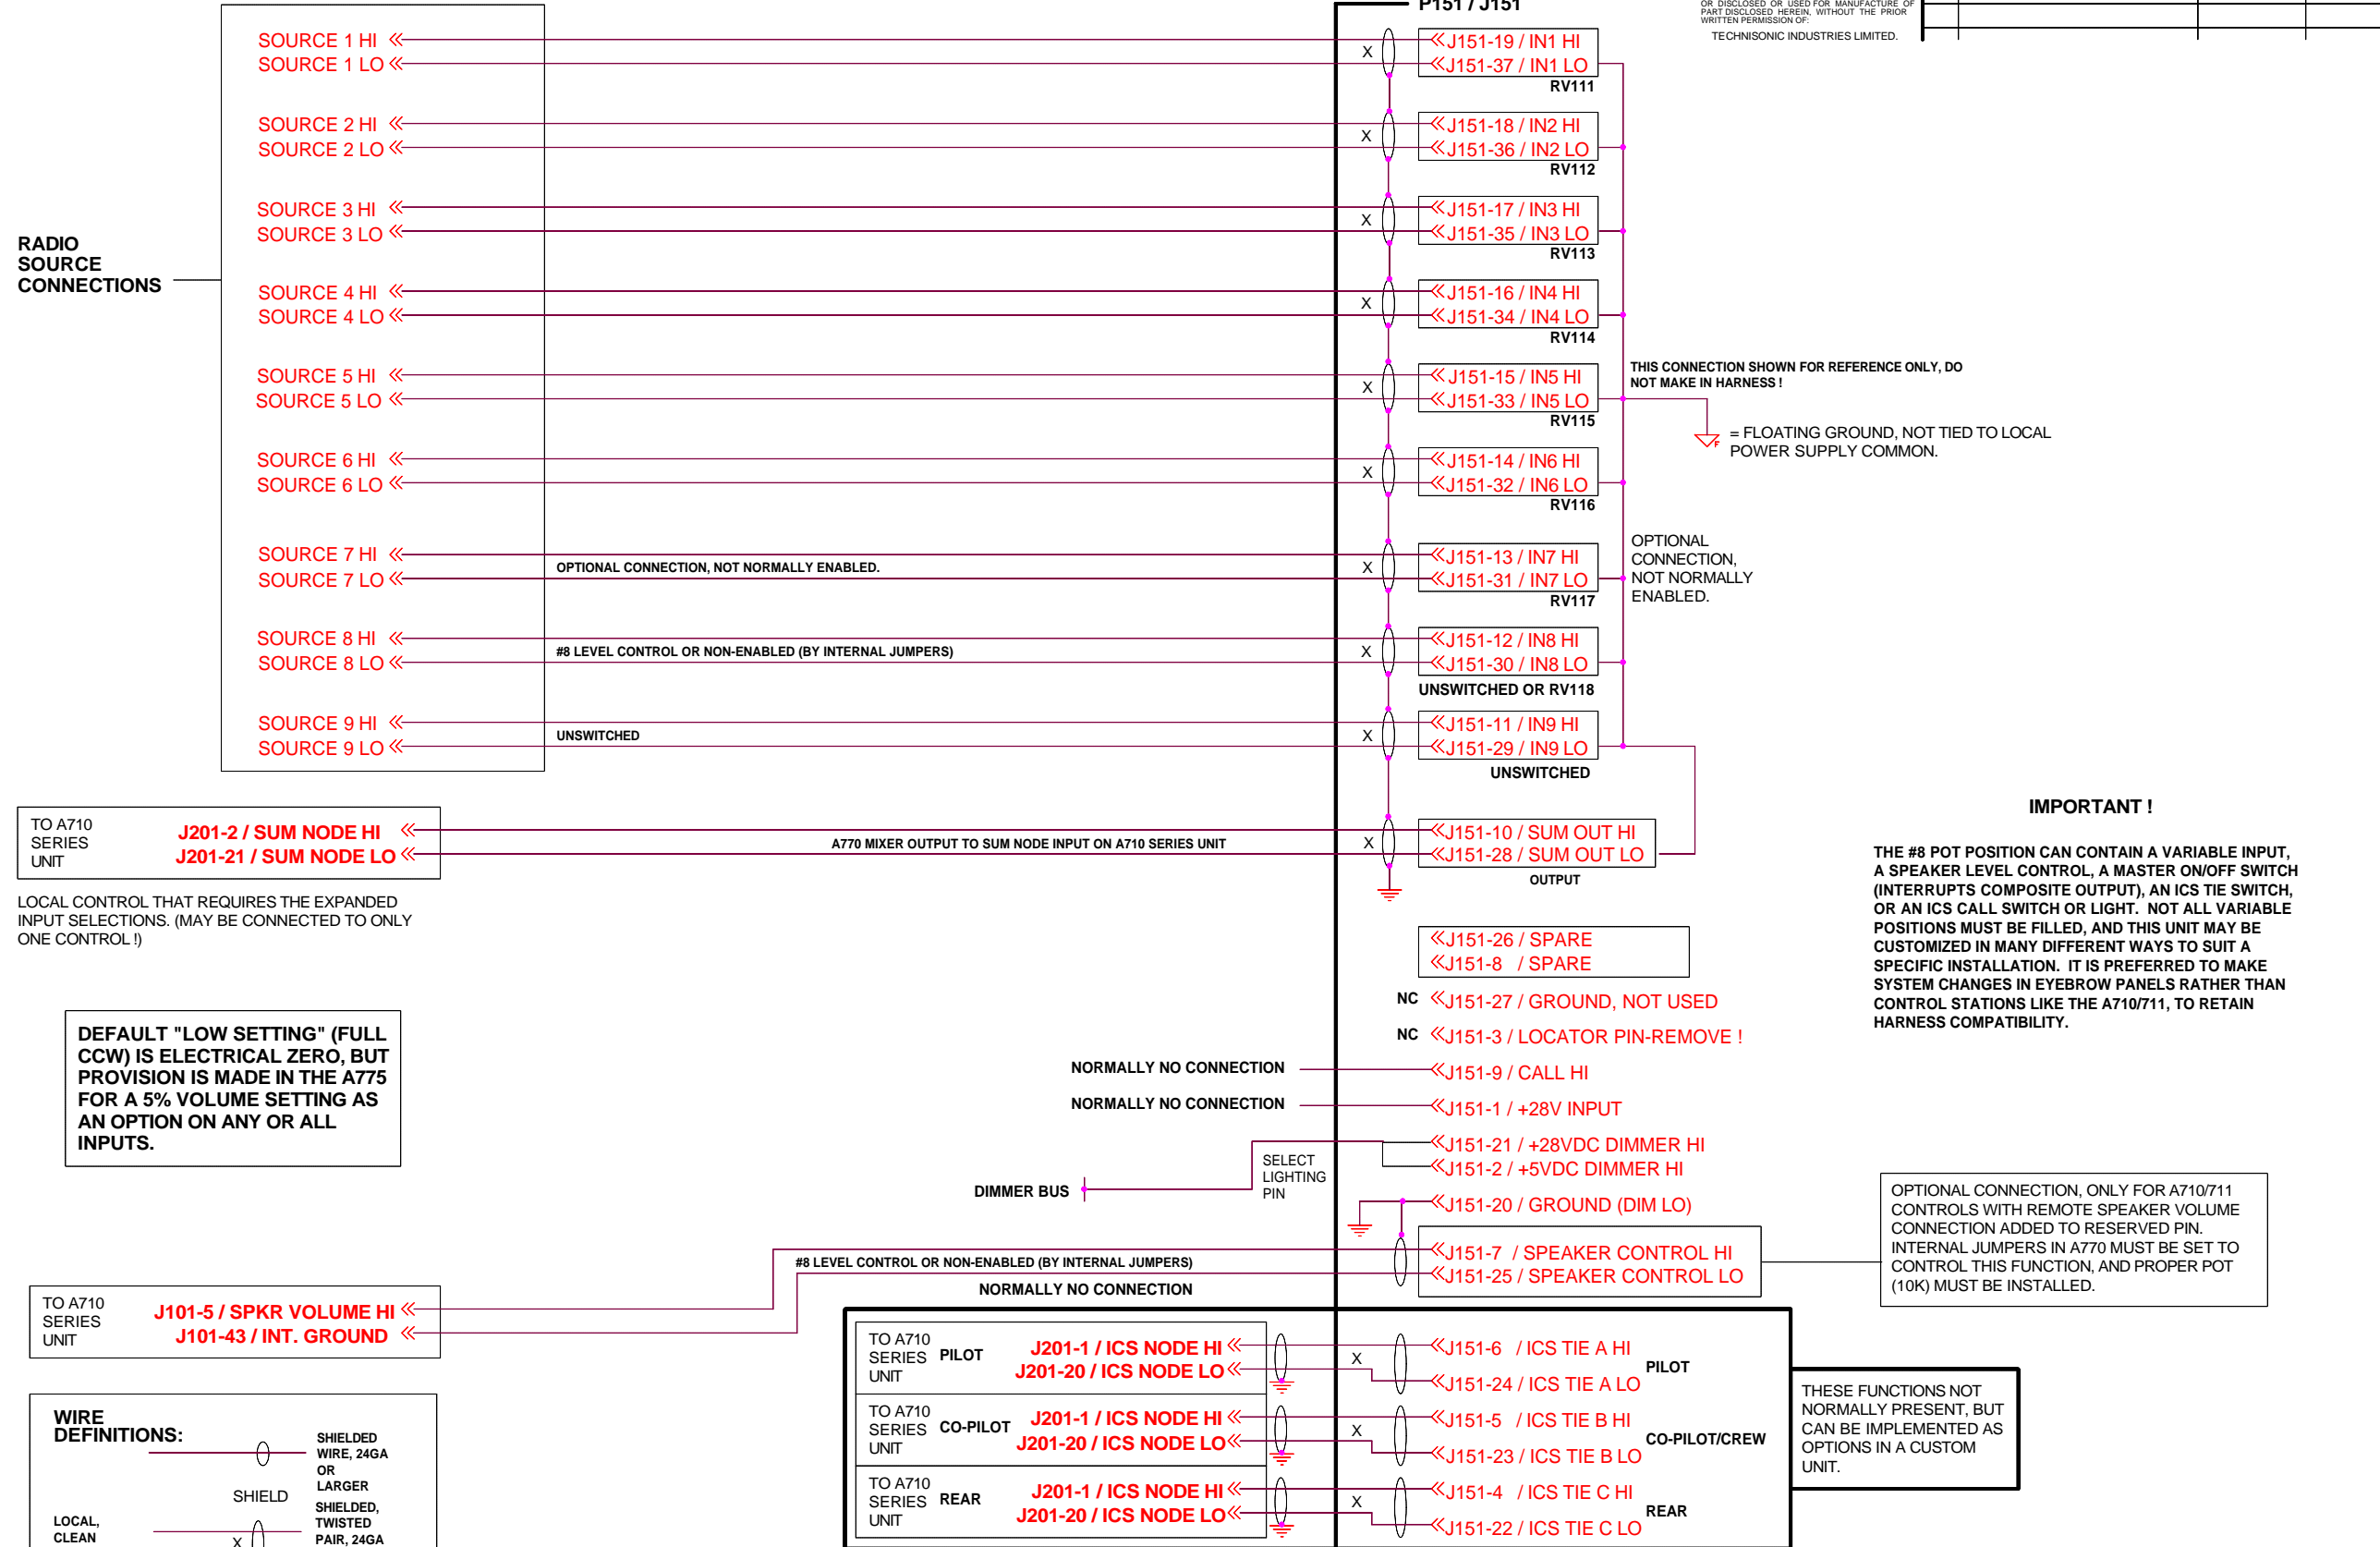 P151 / J151
OR DISCLOSED OR USED FOR MANUFACTURE OF
PART DISCLOSED HEREIN, WITHOUT THE PRIOR
WRITTEN PERMISSION OF:
TECHNISONIC INDUSTRIES LIMITED.
RADIO
SOURCE
CONNECTIONS
SOURCE 1 HI
SOURCE 1 LO
X
J151-19 / IN1 HI
J151-37 / IN1 LO
RV111
SOURCE 2 HI
SOURCE 2 LO
X
J151-18 / IN2 HI
J151-36 / IN2 LO
RV112
SOURCE 3 HI
SOURCE 3 LO
X
J151-17 / IN3 HI
J151-35 / IN3 LO
RV113
SOURCE 4 HI
SOURCE 4 LO
X
J151-16 / IN4 HI
J151-34 / IN4 LO
RV114
SOURCE 5 HI
SOURCE 5 LO
X
J151-15 / IN5 HI
J151-33 / IN5 LO
RV115
THIS CONNECTION SHOWN FOR REFERENCE ONLY, DO
NOT MAKE IN HARNESS !
F
= FLOATING GROUND, NOT TIED TO LOCAL
POWER SUPPLY COMMON.
SOURCE 6 HI
SOURCE 6 LO
X
J151-14 / IN6 HI
J151-32 / IN6 LO
RV116
SOURCE 7 HI
SOURCE 7 LO
OPTIONAL CONNECTION, NOT NORMALLY ENABLED.
X
J151-13 / IN7 HI
J151-31 / IN7 LO
RV117
OPTIONAL
CONNECTION,
NOT NORMALLY
ENABLED.
SOURCE 8 HI
SOURCE 8 LO
#8 LEVEL CONTROL OR NON-ENABLED (BY INTERNAL JUMPERS)
X
J151-12 / IN8 HI
J151-30 / IN8 LO
UNSWITCHED OR RV118
SOURCE 9 HI
SOURCE 9 LO
UNSWITCHED
X
J151-11 / IN9 HI
J151-29 / IN9 LO
UNSWITCHED
TO A710
SERIES
UNIT
J201-2 / SUM NODE HI
J201-21 / SUM NODE LO
A770 MIXER OUTPUT TO SUM NODE INPUT ON A710 SERIES UNIT
X
J151-10 / SUM OUT HI
J151-28 / SUM OUT LO
OUTPUT
LOCAL CONTROL THAT REQUIRES THE EXPANDED
INPUT SELECTIONS. (MAY BE CONNECTED TO ONLY
ONE CONTROL !)
IMPORTANT !
THE #8 POT POSITION CAN CONTAIN A VARIABLE INPUT,
A SPEAKER LEVEL CONTROL, A MASTER ON/OFF SWITCH
(INTERRUPTS COMPOSITE OUTPUT), AN ICS TIE SWITCH,
OR AN ICS CALL SWITCH OR LIGHT. NOT ALL VARIABLE
POSITIONS MUST BE FILLED, AND THIS UNIT MAY BE
CUSTOMIZED IN MANY DIFFERENT WAYS TO SUIT A
SPECIFIC INSTALLATION. IT IS PREFERRED TO MAKE
SYSTEM CHANGES IN EYEBROW PANELS RATHER THAN
CONTROL STATIONS LIKE THE A710/711, TO RETAIN
HARNESS COMPATIBILITY.
J151-26 / SPARE
J151-8 / SPARE
NC J151-27 / GROUND, NOT USED
NC J151-3 / LOCATOR PIN-REMOVE !
DEFAULT "LOW SETTING" (FULL
CCW) IS ELECTRICAL ZERO, BUT
PROVISION IS MADE IN THE A775
FOR A 5% VOLUME SETTING AS
AN OPTION ON ANY OR ALL
INPUTS.
NORMALLY NO CONNECTION J151-9 / CALL HI
NORMALLY NO CONNECTION J151-1 / +28V INPUT
J151-21 / +28VDC DIMMER HI
J151-2 / +5VDC DIMMER HI
SELECT
LIGHTING
PIN
DIMMER BUS
J151-20 / GROUND (DIM LO)
J151-7 / SPEAKER CONTROL HI
J151-25 / SPEAKER CONTROL LO
#8 LEVEL CONTROL OR NON-ENABLED (BY INTERNAL JUMPERS)
NORMALLY NO CONNECTION
OPTIONAL CONNECTION, ONLY FOR A710/711
CONTROLS WITH REMOTE SPEAKER VOLUME
CONNECTION ADDED TO RESERVED PIN.
INTERNAL JUMPERS IN A770 MUST BE SET TO
CONTROL THIS FUNCTION, AND PROPER POT
(10K) MUST BE INSTALLED.
TO A710
SERIES
UNIT
J101-5 / SPKR VOLUME HI
J101-43 / INT. GROUND
TO A710
SERIES
UNIT
PILOT
J201-1 / ICS NODE HI
J201-20 / ICS NODE LO
X
J151-6 / ICS TIE A HI
J151-24 / ICS TIE A LO
PILOT
TO A710
SERIES
UNIT
CO-PILOT
J201-1 / ICS NODE HI
J201-20 / ICS NODE LO
X
J151-5 / ICS TIE B HI
J151-23 / ICS TIE B LO
CO-PILOT/CREW
TO A710
SERIES
UNIT
REAR
J201-1 / ICS NODE HI
J201-20 / ICS NODE LO
X
J151-4 / ICS TIE C HI
J151-22 / ICS TIE C LO
REAR
THESE FUNCTIONS NOT
NORMALLY PRESENT, BUT
CAN BE IMPLEMENTED AS
OPTIONS IN A CUSTOM
UNIT.
WIRE
DEFINITIONS:
SHIELDED
WIRE, 24GA
OR
LARGER
SHIELD
LOCAL,
CLEAN
X
SHIELDED,
TWISTED
PAIR, 24GA